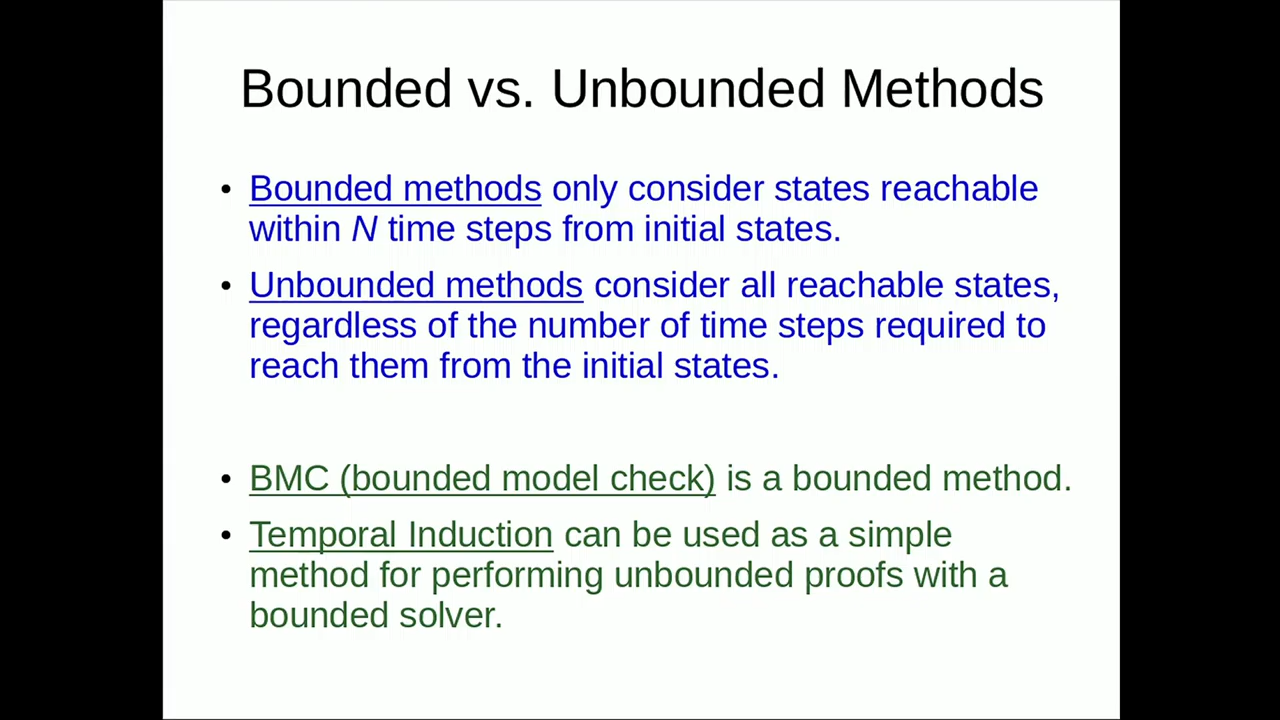 Bounded vs. Unbounded Methods
• Bounded methods only consider states reachable
within N time steps from initial states.
• Unbounded methods consider all reachable states,
regardless of the number of time steps required to
reach them from the initial states.
• BMC (bounded model check) is a bounded method.
• Temporal Induction can be used as a simple
method for performing unbounded proofs with a
bounded solver.